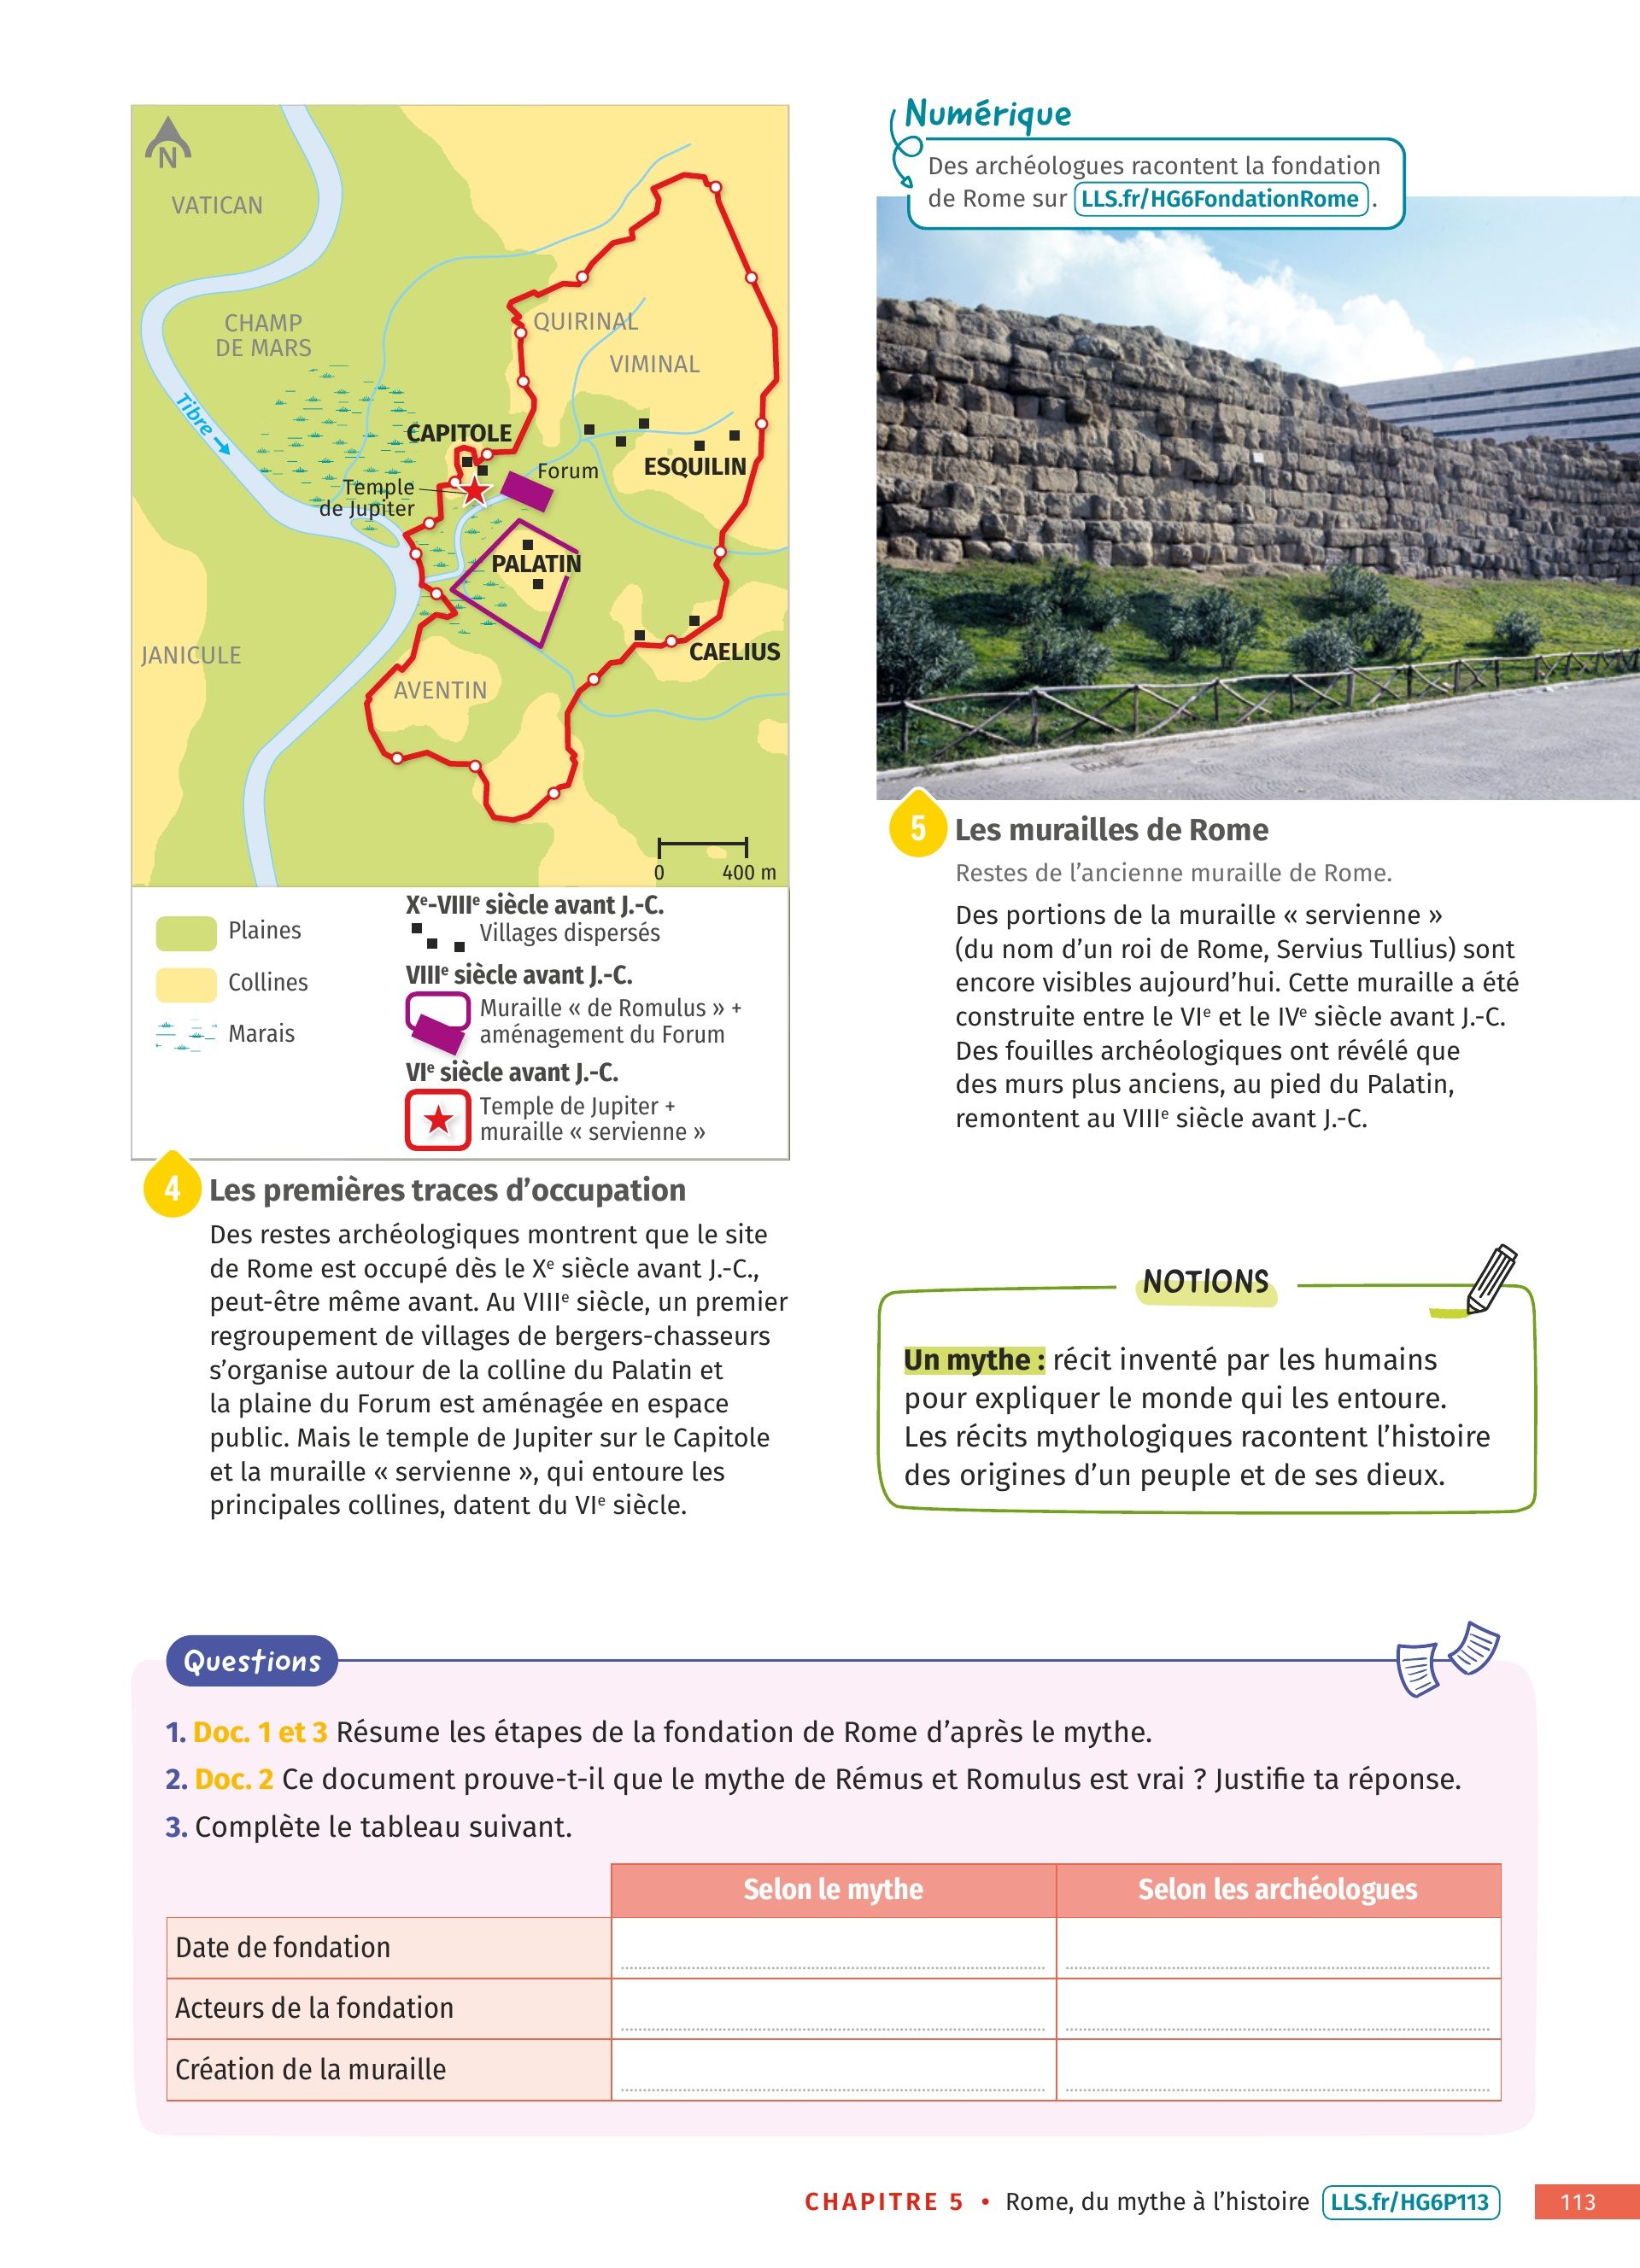 N
VATICAN
CHAMP
DE MARS
Tibre
QUIRINAL
VIMINAL
CAPITOLE
Forum
ESQUILIN
Temple
de Jupiter
PALATIN
JANICULE
CAELIUS
AVENTIN
0 400 m
Plaines
Collines
Marais
Xe-VIIIe siècle avant J.-C.
Villages dispersés
VIIIe siècle avant J.-C.
Muraille « de Romulus » +
aménagement du Forum
VIe siècle avant J.-C.
Temple de Jupiter +
muraille « servienne »
4 Les premières traces d’occupation
Des restes archéologiques montrent que le site
de Rome est occupé dès le Xe siècle avant J.-C.,
peut-être même avant. Au VIIIe siècle, un premier
regroupement de villages de bergers-chasseurs
s’organise autour de la colline du Palatin et
la plaine du Forum est aménagée en espace
public. Mais le temple de Jupiter sur le Capitole
et la muraille « servienne », qui entoure les
principales collines, datent du VIe siècle.
Numérique
Des archéologues racontent la fondation
de Rome sur LLS.fr/HG6FondationRome .
5 Les murailles de Rome
Restes de l’ancienne muraille de Rome.
Des portions de la muraille « servienne »
(du nom d’un roi de Rome, Servius Tullius) sont
encore visibles aujourd’hui. Cette muraille a été
construite entre le VIe et le IVe siècle avant J.-C.
Des fouilles archéologiques ont révélé que
des murs plus anciens, au pied du Palatin,
remontent au VIIIe siècle avant J.-C.
NOTIONS
Un mythe : récit inventé par les humains
pour expliquer le monde qui les entoure.
Les récits mythologiques racontent l’histoire
des origines d’un peuple et de ses dieux.
Questions
1. Doc. 1 et 3 Résume les étapes de la fondation de Rome d’après le mythe.
2. Doc. 2 Ce document prouve-t-il que le mythe de Rémus et Romulus est vrai ? Justifie ta réponse.
3. Complète le tableau suivant.
Selon le mythe Selon les archéologues
Date de fondation
Acteurs de la fondation
Création de la muraille
CHAPITRE 5 • Rome, du mythe à l’histoire LLS.fr/HG6P113 113